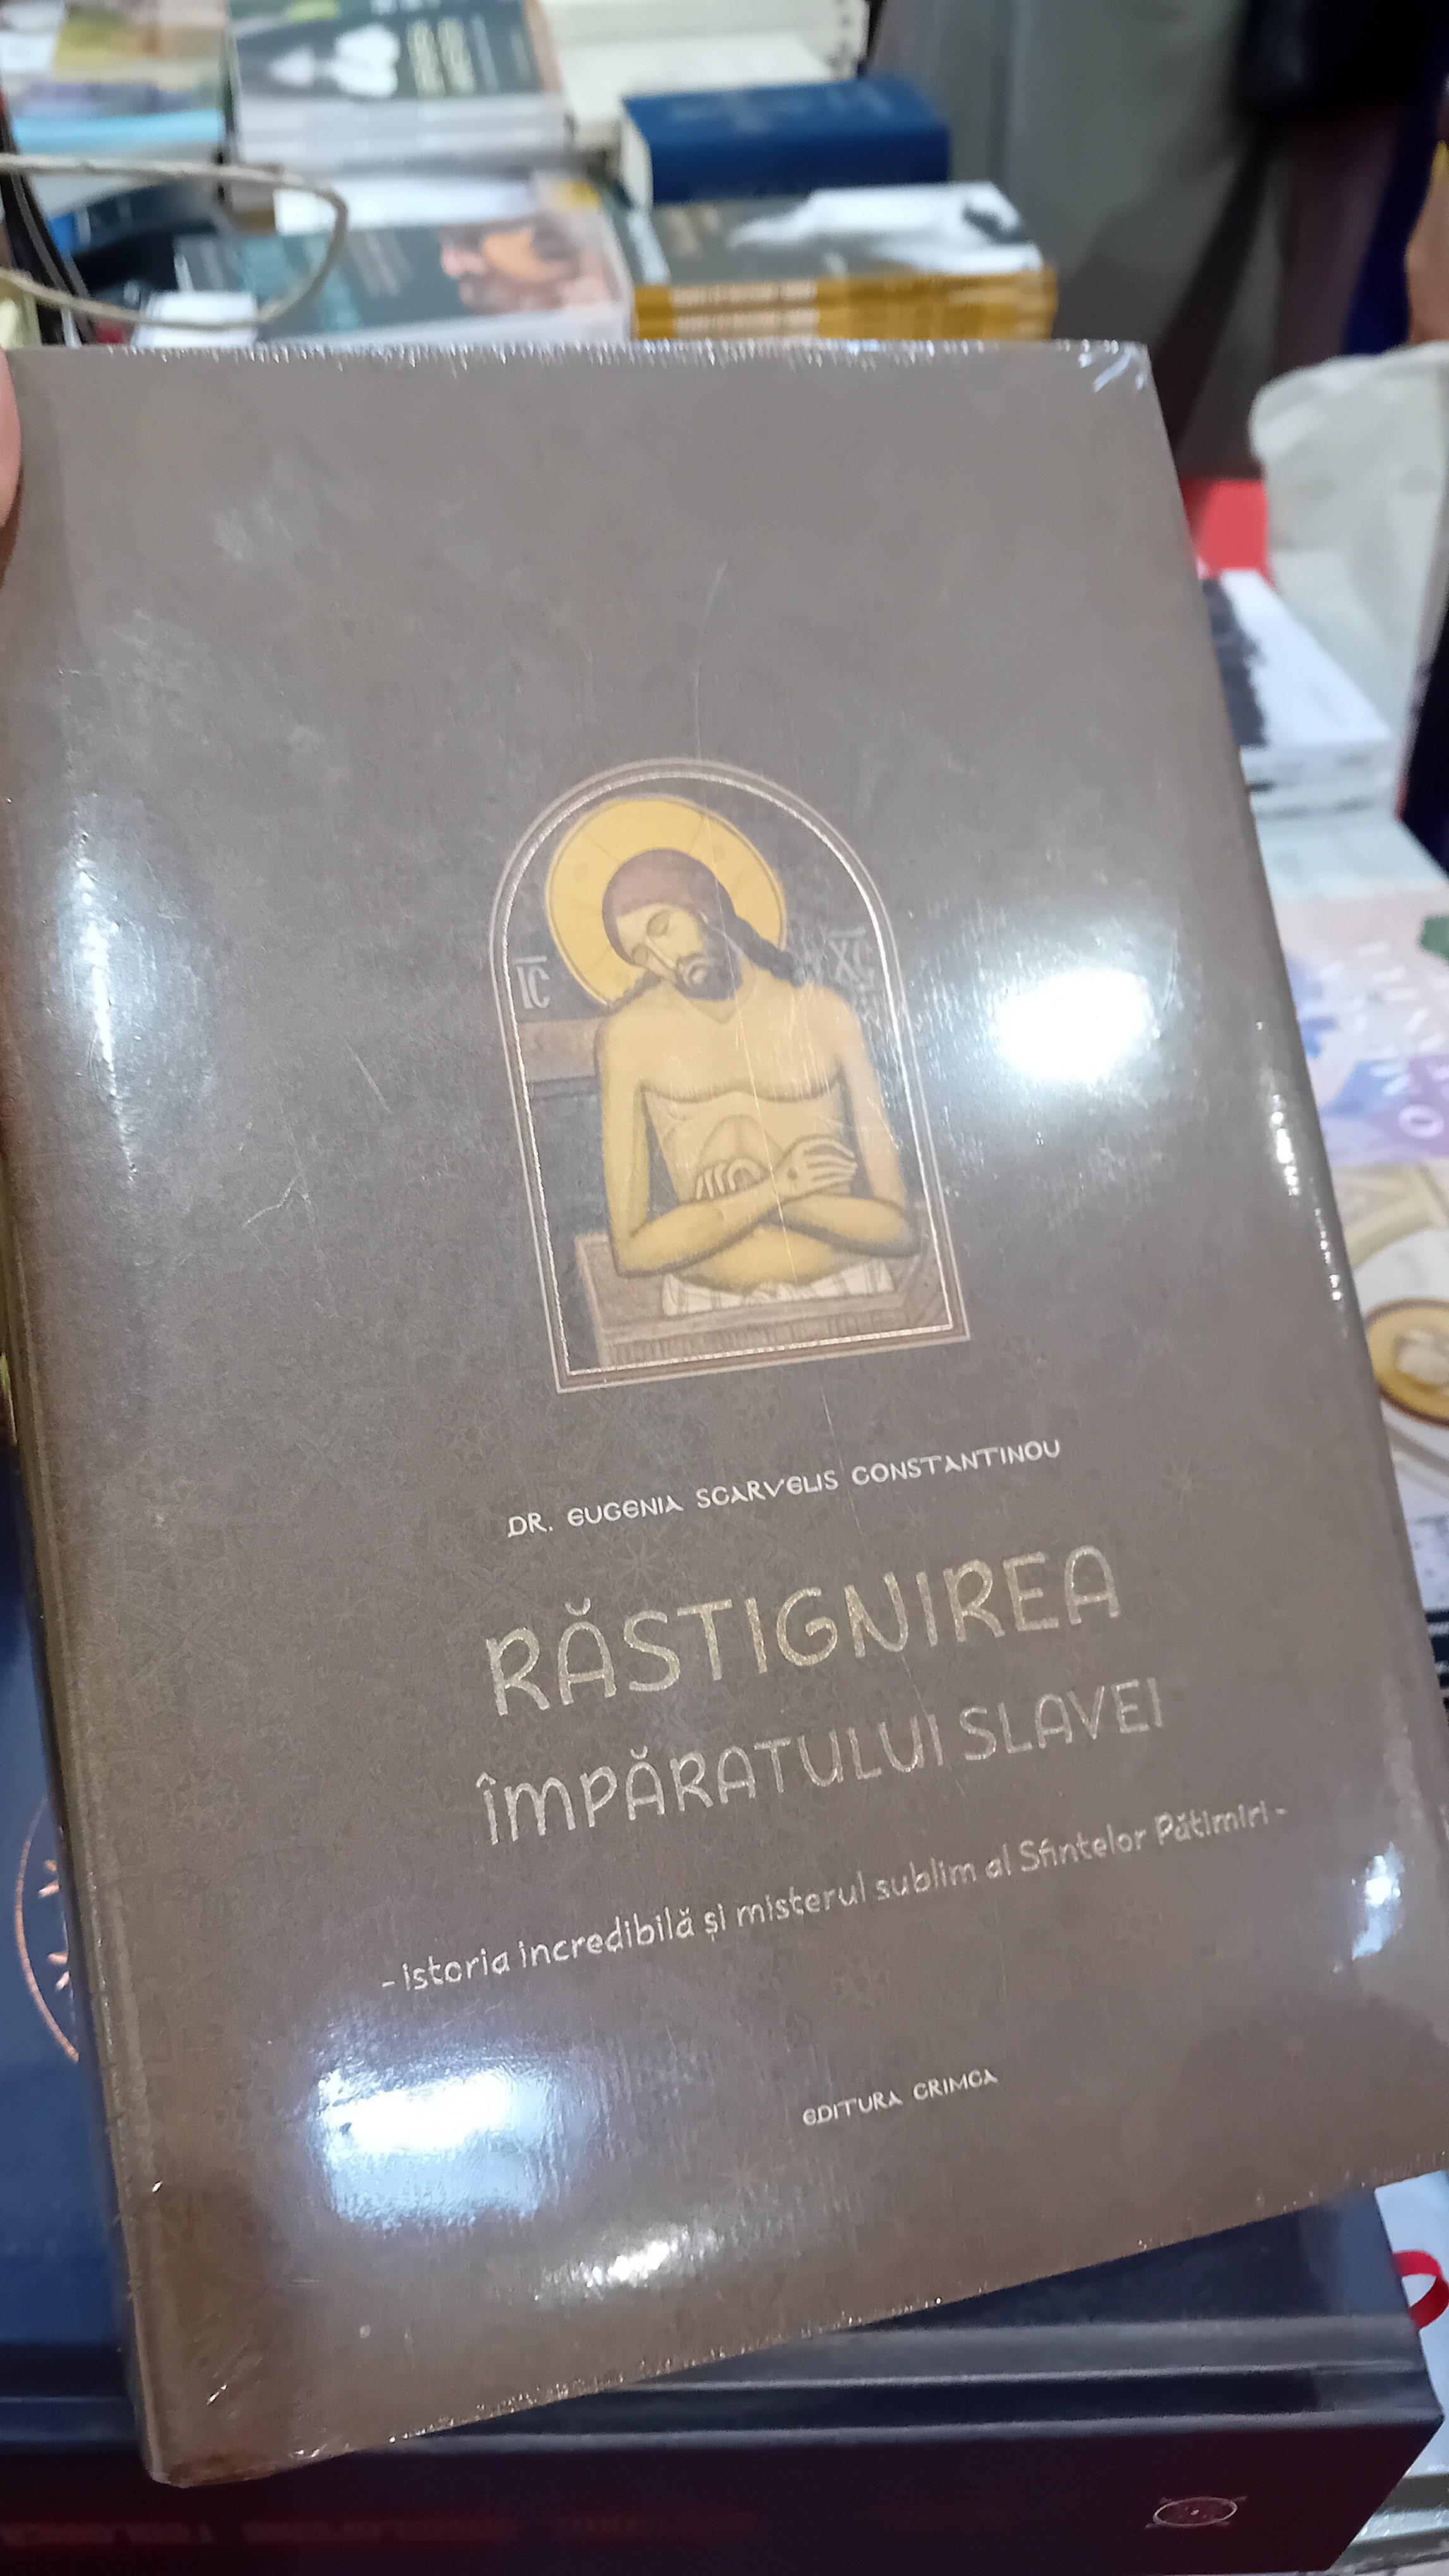 IC XC
DR. EUGENIA SCARVELIS CONSTANTINOU
RĂSTIGNIREA
ÎMPĂRATULUI SLAVEI
- istoria incredibilă și misterul sublim al Sfintelor Pătimiri -
EDITURA CRIMCA